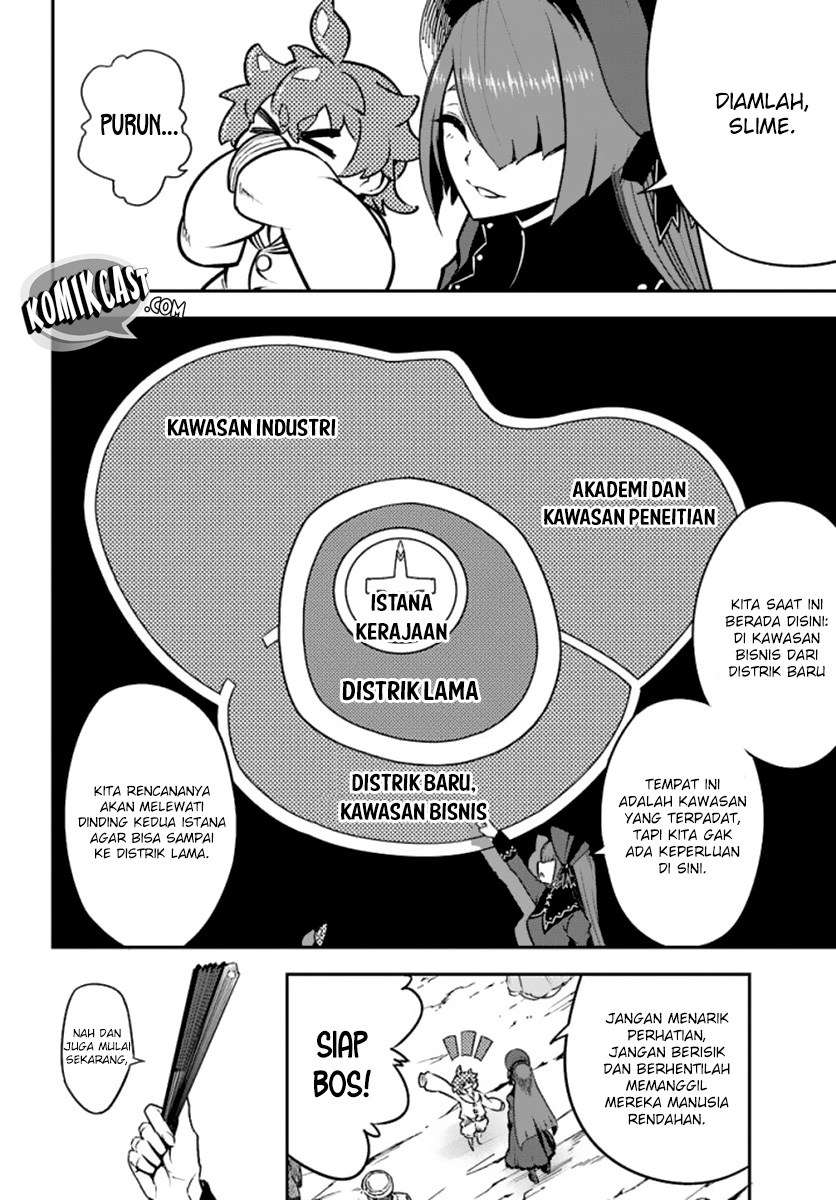 DIAMLAH,
SLIME.
PURUN...
KOMIKCAST
.COM
KAWASAN INDUSTRI
AKADEMI DAN
KAWASAN PENEITIAN
ISTANA
KERAJAAN
DISTRIK LAMA
DISTRIK BARU,
KAWASAN BISNIS
KITA SAAT INI
BERADA DISINI:
DI KAWASAN
BISNIS DARI
DISTRIK BARU
TEMPAT INI
ADALAH KAWASAN
YANG TERPADAT,
TAPI KITA GAK
ADA KEPERLUAN
DI SINI.
KITA RENCANANYA
AKAN MELEWATI
DINDING KEDUA ISTANA
AGAR BISA SAMPAI
KE DISTRIK LAMA.
JANGAN MENARIK
PERHATIAN,
JANGAN BERISIK
DAN BERHENTILAH
MEMANGGIL
MEREKA MANUSIA
RENDAHAN.
SIAP
BOS!
NAH DAN
JUGA MULAI
SEKARANG,